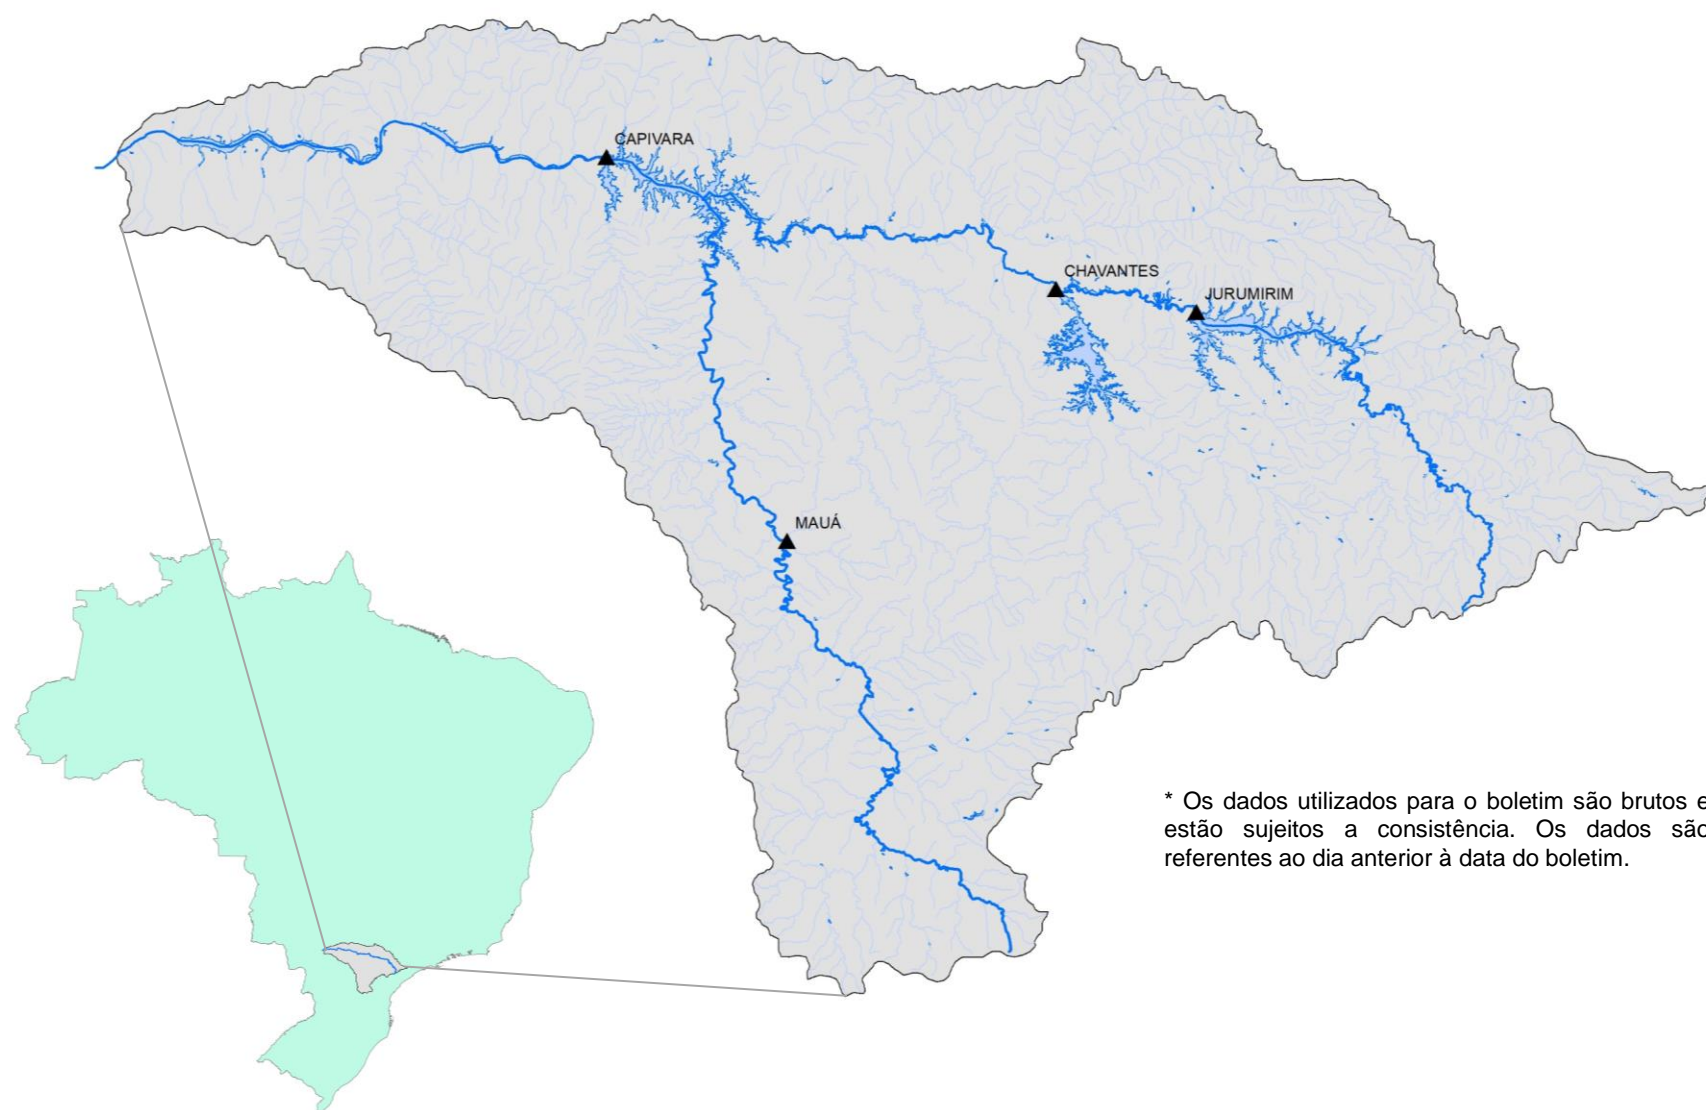 CAPIVARA
CHAVANTES
JURUMIRIM
MAUÁ
* Os dados utilizados para o boletim são brutos e
estão sujeitos a consistência. Os dados são
referentes ao dia anterior à data do boletim.